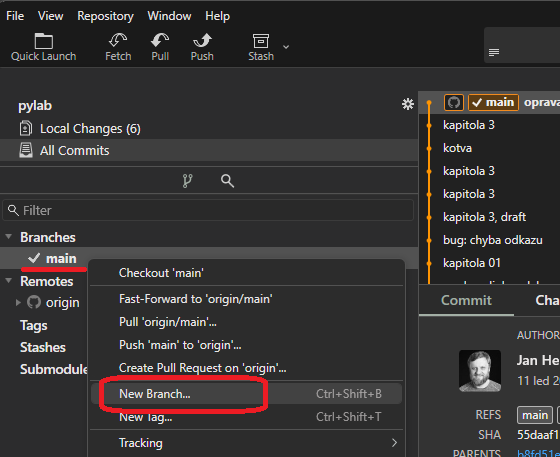 File View Repository Window Help
Quick Launch Fetch Pull Push Stash
pylab
Local Changes (6)
All Commits
Filter
Branches
main
Remotes
origin
Tags
Stashes
Submodule
Checkout 'main'
Fast-Forward to 'origin/main'
Pull 'origin/main'...
Push 'main' to 'origin'...
Create Pull Request on 'origin'...
New Branch... Ctrl+Shift+B
New Tag... Ctrl+Shift+T
Tracking
main oprava
kapitola 3
kotva
kapitola 3
kapitola 3
kapitola 3, draft
bug: chyba odkazu
kapitola 01
Commit Cha
AUTHOR
Jan He
11 led 20
REFS main
SHA 55daaf1
PARENTS b8fd51e